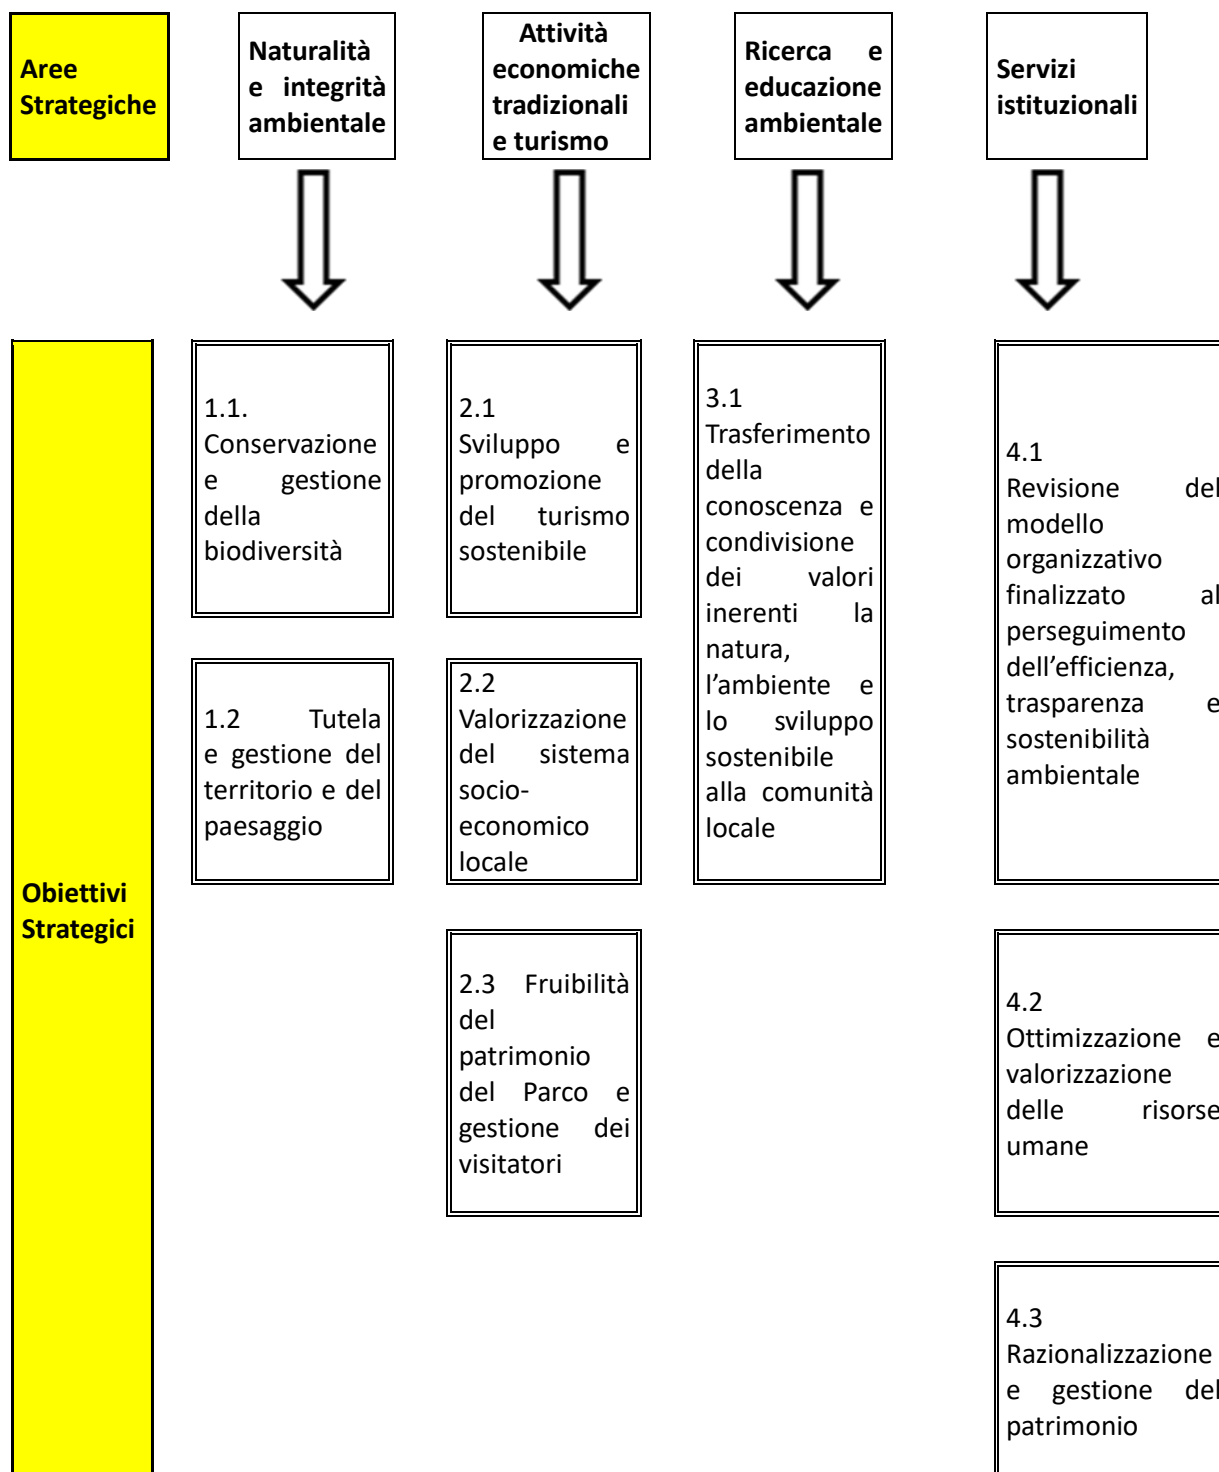 Aree
Strategiche
Naturalità
e integrità
ambientale
Attività
economiche
tradizionali
e turismo
Ricerca e
educazione
ambientale
Servizi
istituzionali
Obiettivi
Strategici
1.1.
Conservazione
e gestione
della
biodiversità
1.2 Tutela
e gestione del
territorio e del
paesaggio
2.1
Sviluppo e
promozione
del turismo
sostenibile
2.2
Valorizzazione
del sistema
socio-
economico
locale
2.3 Fruibilità
del
patrimonio
del Parco e
gestione dei
visitatori
3.1
Trasferimento
della
conoscenza e
condivisione
dei valori
inerenti la
natura,
l’ambiente e
lo sviluppo
sostenibile
alla comunità
locale
4.1
Revisione del
modello
organizzativo
finalizzato al
perseguimento
dell’efficienza,
trasparenza e
sostenibilità
ambientale
4.2
Ottimizzazione e
valorizzazione
delle risorse
umane
4.3
Razionalizzazione
e gestione del
patrimonio